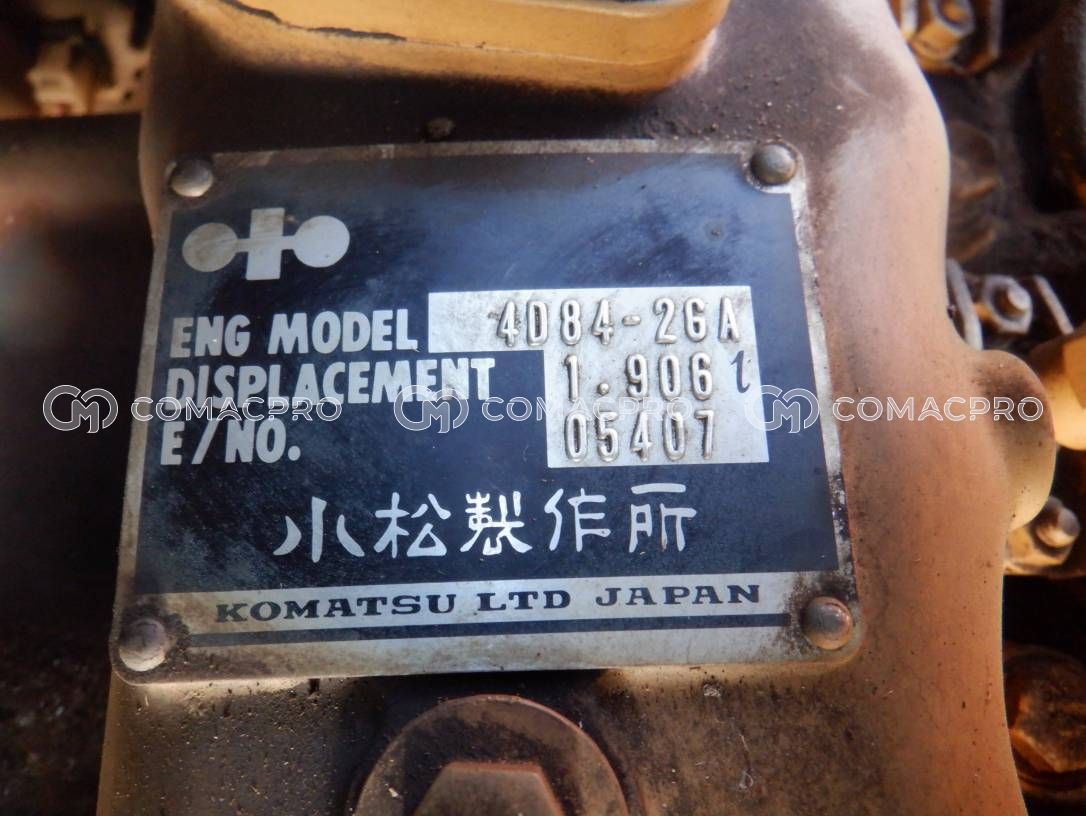 ENG MODEL 4D84-2GA
DISPLACEMENT 1.906 l
E/NO. 05407
COMACPRO COMACPRO COMACPRO
小松製作所
KOMATSU LTD JAPAN